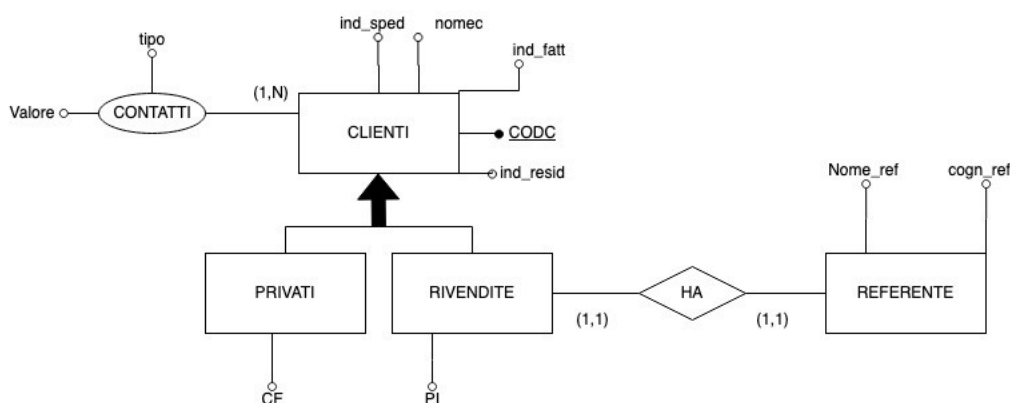 ind_sped
nomec
tipo
ind_fatt
(1,N)
Valore
CONTATTI
CLIENTI
CODC
ind_resid
Nome_ref
cogn_ref
PRIVATI
RIVENDITE
HA
REFERENTE
(1,1)
(1,1)
CF
PI